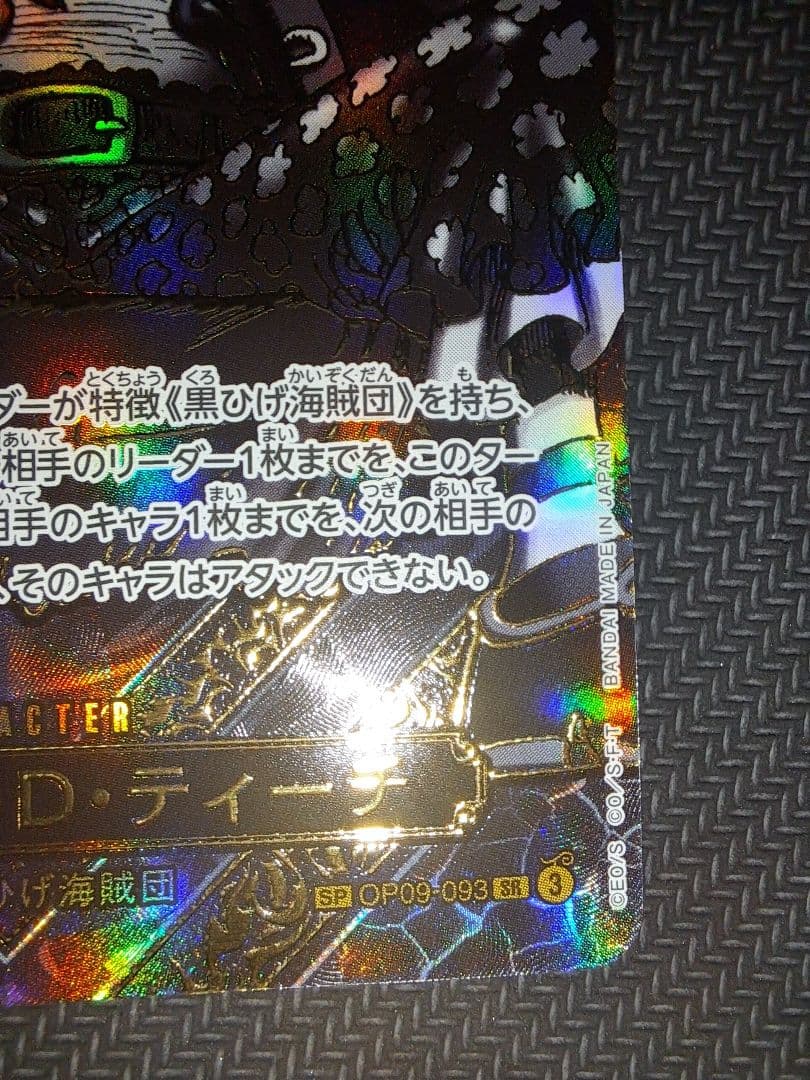 ダーが特徴《黒ひげ海賊団》を持ち、
相手のリーダー1枚までを、このター
相手のキャラ1枚までを、次の相手の
、そのキャラはアタックできない。
ACTER
D・ティーチ
ひげ海賊団
SP OP09-093 SR 3
©E.O/S ©O/S・F・T BANDAI MADE IN JAPAN